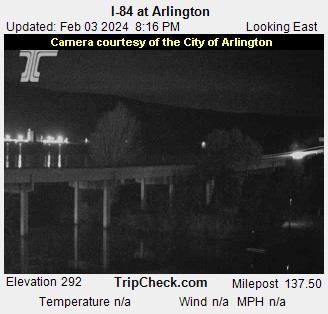 I-84 at Arlington
Updated: Feb 03 2024 8:16 PM Looking East
Camera courtesy of the City of Arlington
Elevation 292 TripCheck.com Milepost 137.50
Temperature n/a Wind n/a MPH n/a